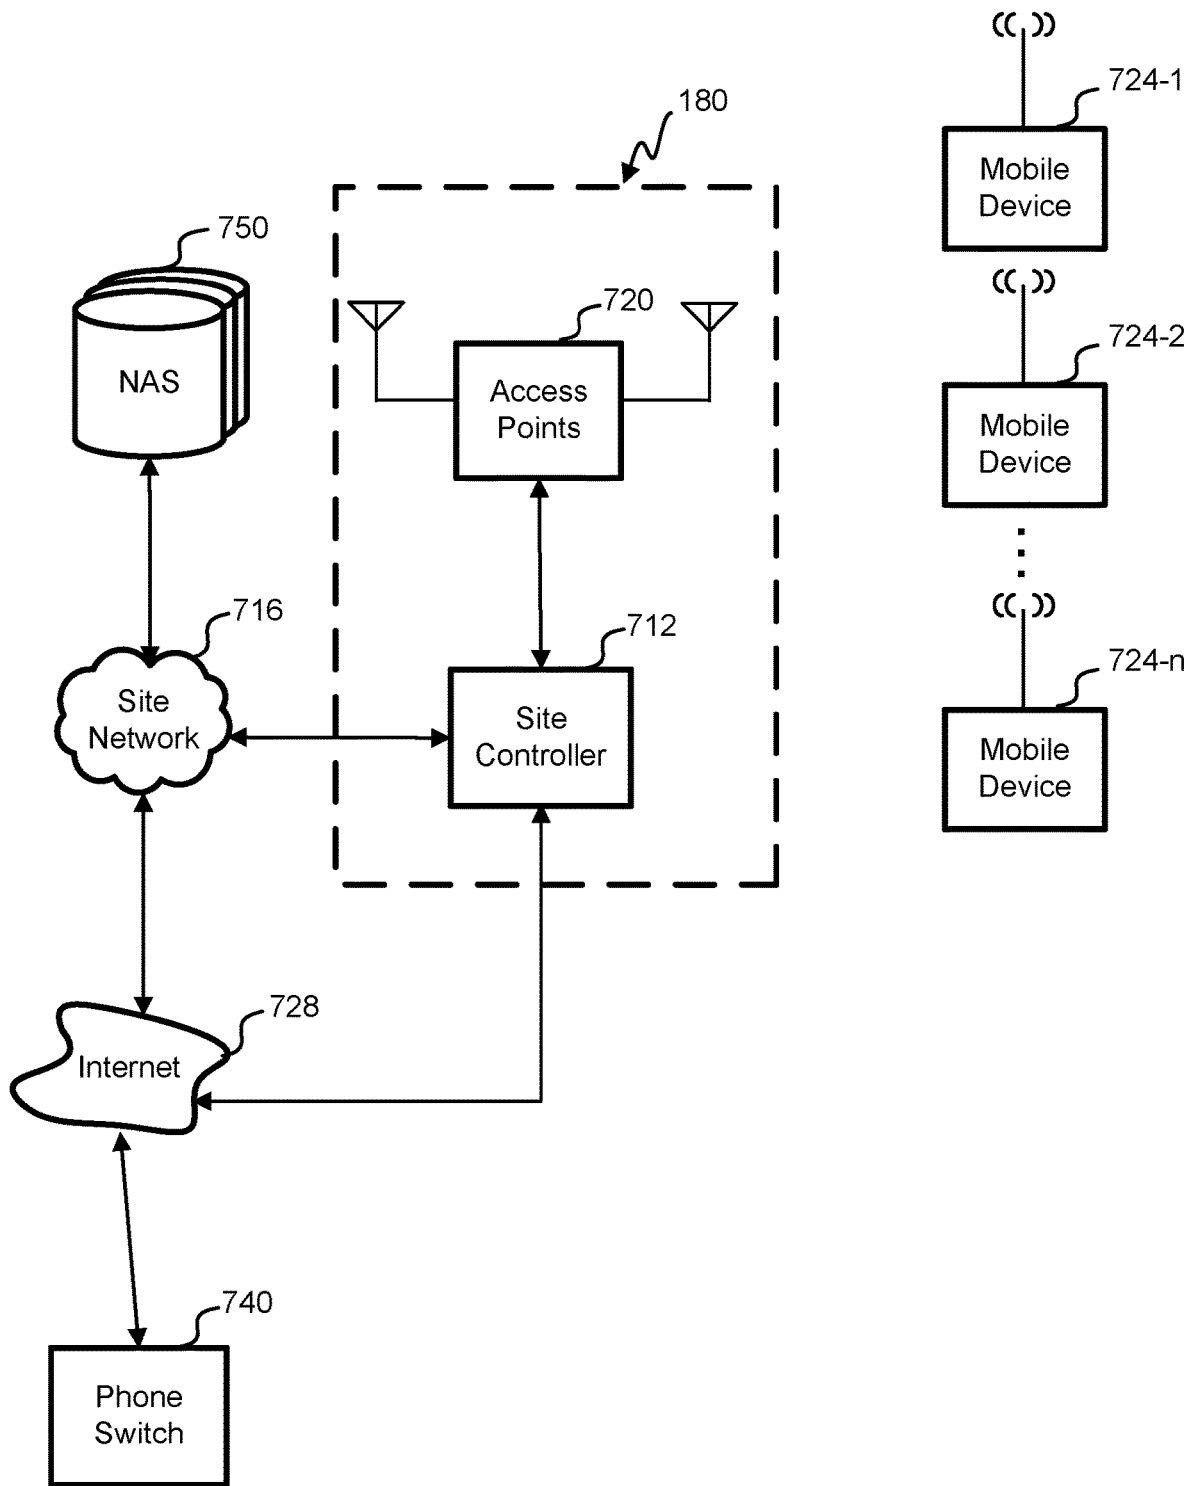 724-1
Mobile
Device
180
750
NAS
720
Access
Points
724-2
Mobile
Device
716
Site
Network
712
Site
Controller
724-n
Mobile
Device
728
Internet
740
Phone
Switch